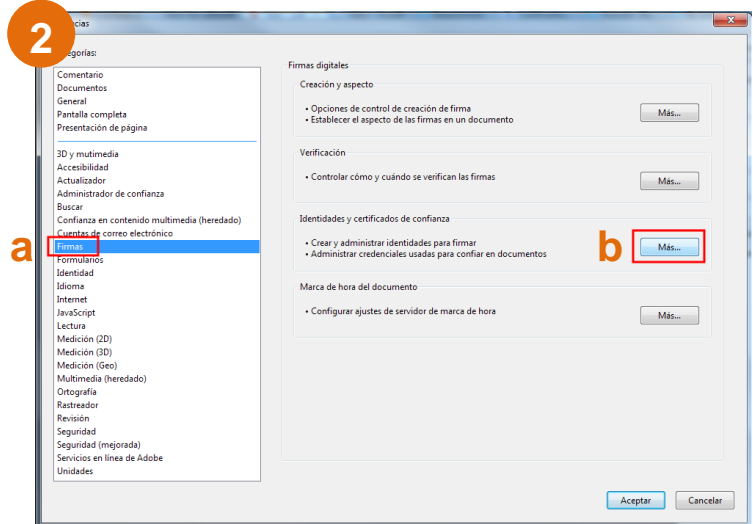 2
cias
egorías:
Comentario
Documentos
General
Pantalla completa
Presentación de página
3D y mutimedia
Accesibilidad
Actualizador
Administrador de confianza
Buscar
Confianza en contenido multimedia (heredado)
Cuentas de correo electrónico
a
Firmas
Formularios
Identidad
Idioma
Internet
JavaScript
Lectura
Medición (2D)
Medición (3D)
Medición (Geo)
Multimedia (heredado)
Ortografía
Rastreador
Revisión
Seguridad
Seguridad (mejorada)
Servicios en línea de Adobe
Unidades
Firmas digitales
Creación y aspecto
• Opciones de control de creación de firma
• Establecer el aspecto de las firmas en un documento
Más...
Verificación
• Controlar cómo y cuándo se verifican las firmas
Más...
Identidades y certificados de confianza
• Crear y administrar identidades para firmar
• Administrar credenciales usadas para confiar en documentos
b
Más...
Marca de hora del documento
• Configurar ajustes de servidor de marca de hora
Más...
Aceptar
Cancelar